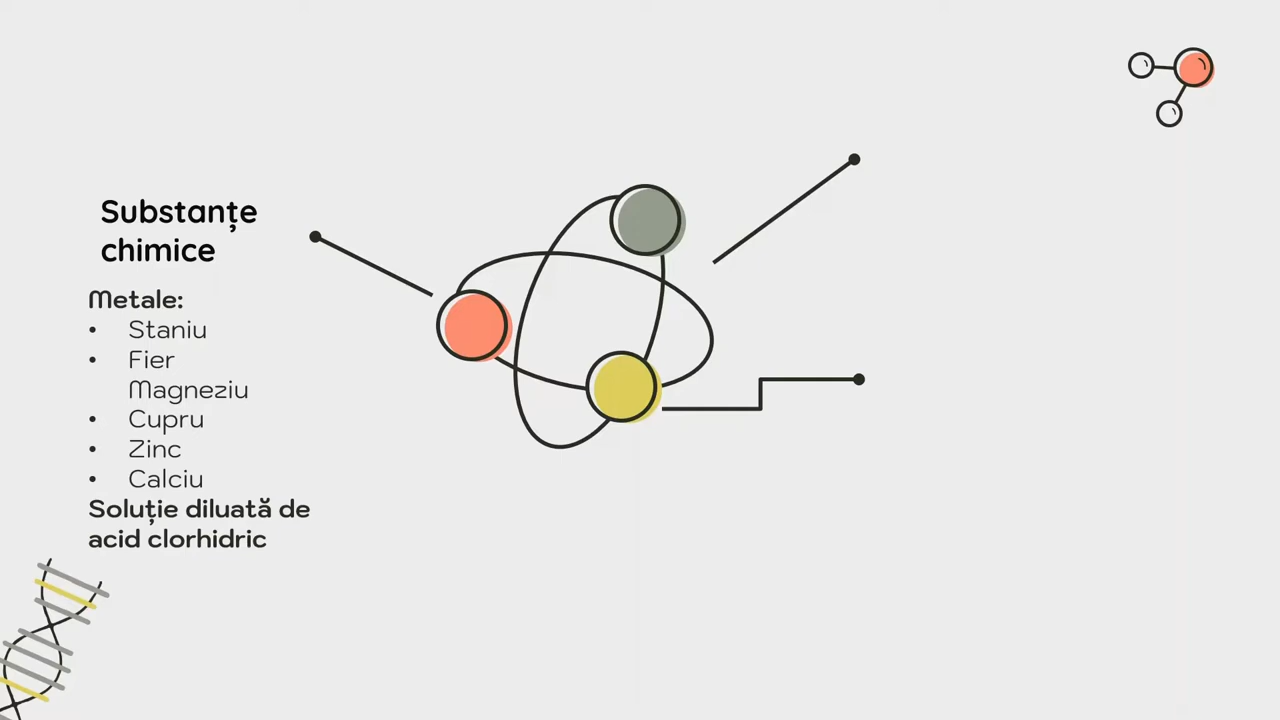 Substanțe
chimice
Metale:
• Staniu
• Fier
Magneziu
• Cupru
• Zinc
• Calciu
Soluție diluată de
acid clorhidric